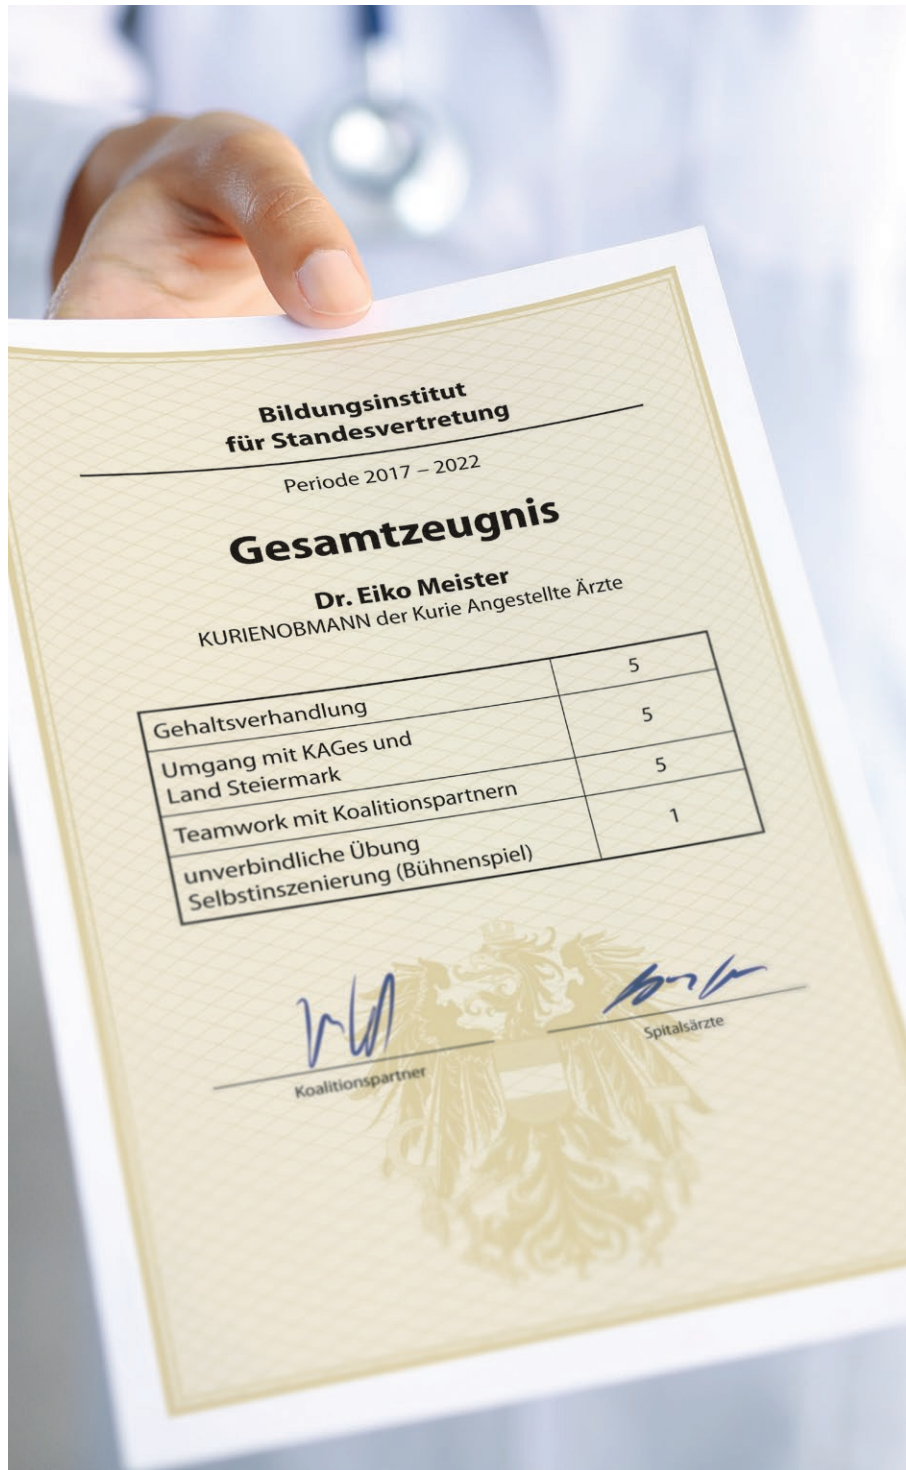 Bildungsinstitut
für Standesvertretung
Periode 2017 – 2022
Gesamtzeugnis
Dr. Eiko Meister
KURIENOBMANN der Kurie Angestellte Ärzte
Gehaltsverhandlung 5
Umgang mit KAGes und
Land Steiermark 5
Teamwork mit Koalitionspartnern 5
unverbindliche Übung
Selbstinszenierung (Bühnenspiel) 1
Koalitionspartner
Spitalsärzte